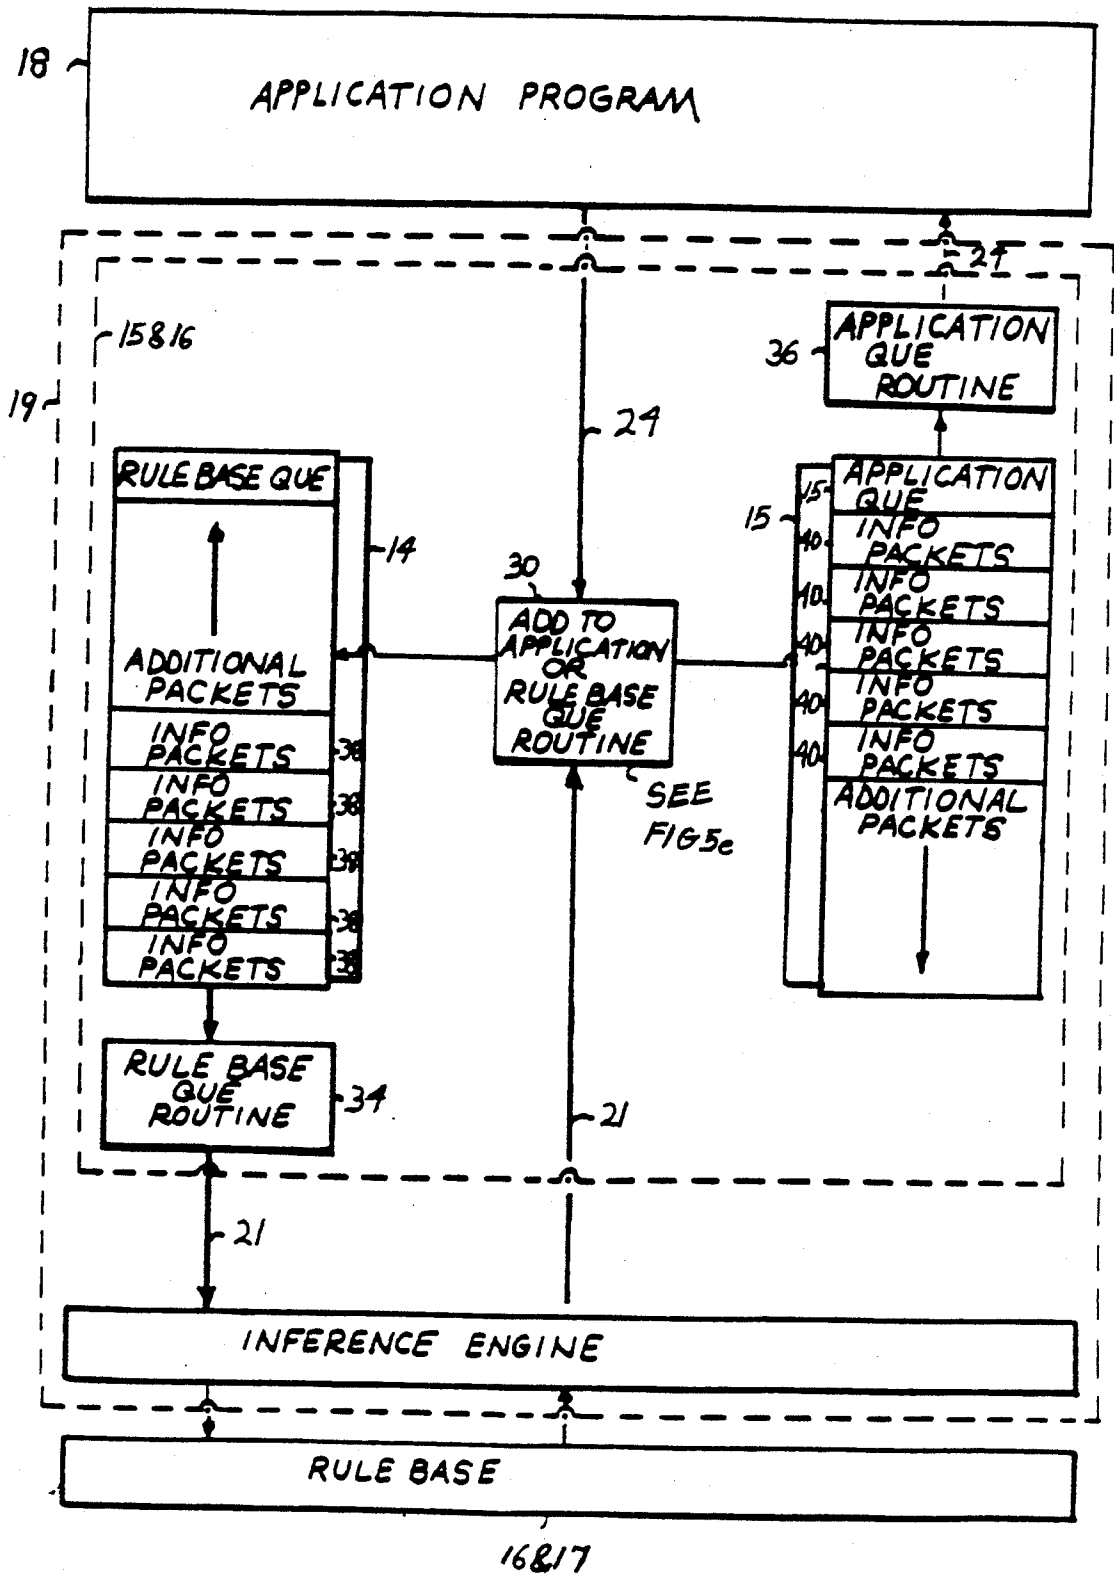 18
APPLICATION PROGRAM
24
15&16
19
APPLICATION
QUE
ROUTINE
36
24
RULE BASE QUE
14
ADDITIONAL
PACKETS
INFO
PACKETS
38
INFO
PACKETS
38
INFO
PACKETS
38
INFO
PACKETS
38
INFO
PACKETS
38
30
ADD TO
APPLICATION
OR
RULE BASE
QUE
ROUTINE
SEE
FIG5e
15
15
APPLICATION
QUE
40
INFO
PACKETS
40
INFO
PACKETS
40
INFO
PACKETS
40
INFO
PACKETS
40
INFO
PACKETS
ADDITIONAL
PACKETS
RULE BASE
QUE
ROUTINE
34
21
21
INFERENCE ENGINE
RULE BASE
16&17